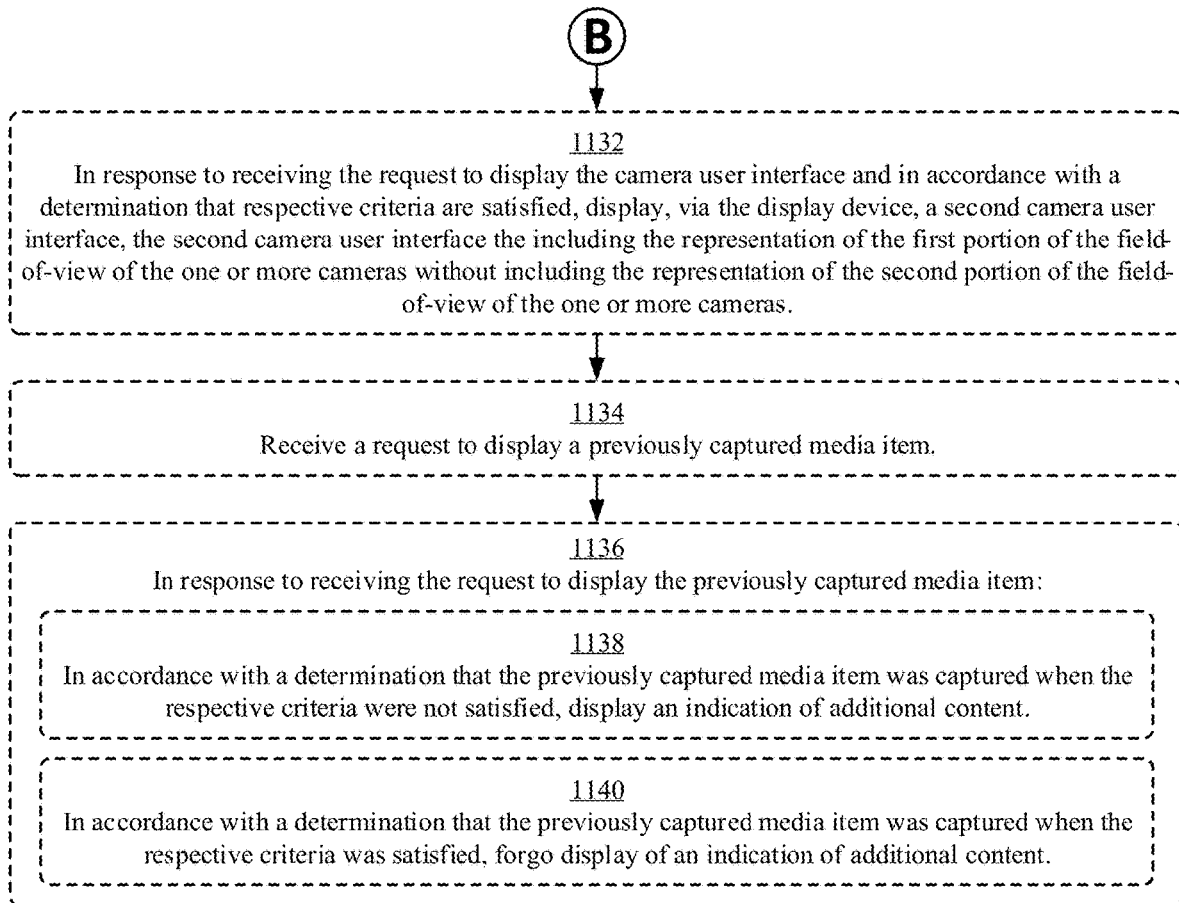 B
1132
In response to receiving the request to display the camera user interface and in accordance with a
determination that respective criteria are satisfied, display, via the display device, a second camera user
interface, the second camera user interface the including the representation of the first portion of the field-
of-view of the one or more cameras without including the representation of the second portion of the field-
of-view of the one or more cameras.
1134
Receive a request to display a previously captured media item.
1136
In response to receiving the request to display the previously captured media item:
1138
In accordance with a determination that the previously captured media item was captured when the
respective criteria were not satisfied, display an indication of additional content.
1140
In accordance with a determination that the previously captured media item was captured when the
respective criteria was satisfied, forgo display of an indication of additional content.